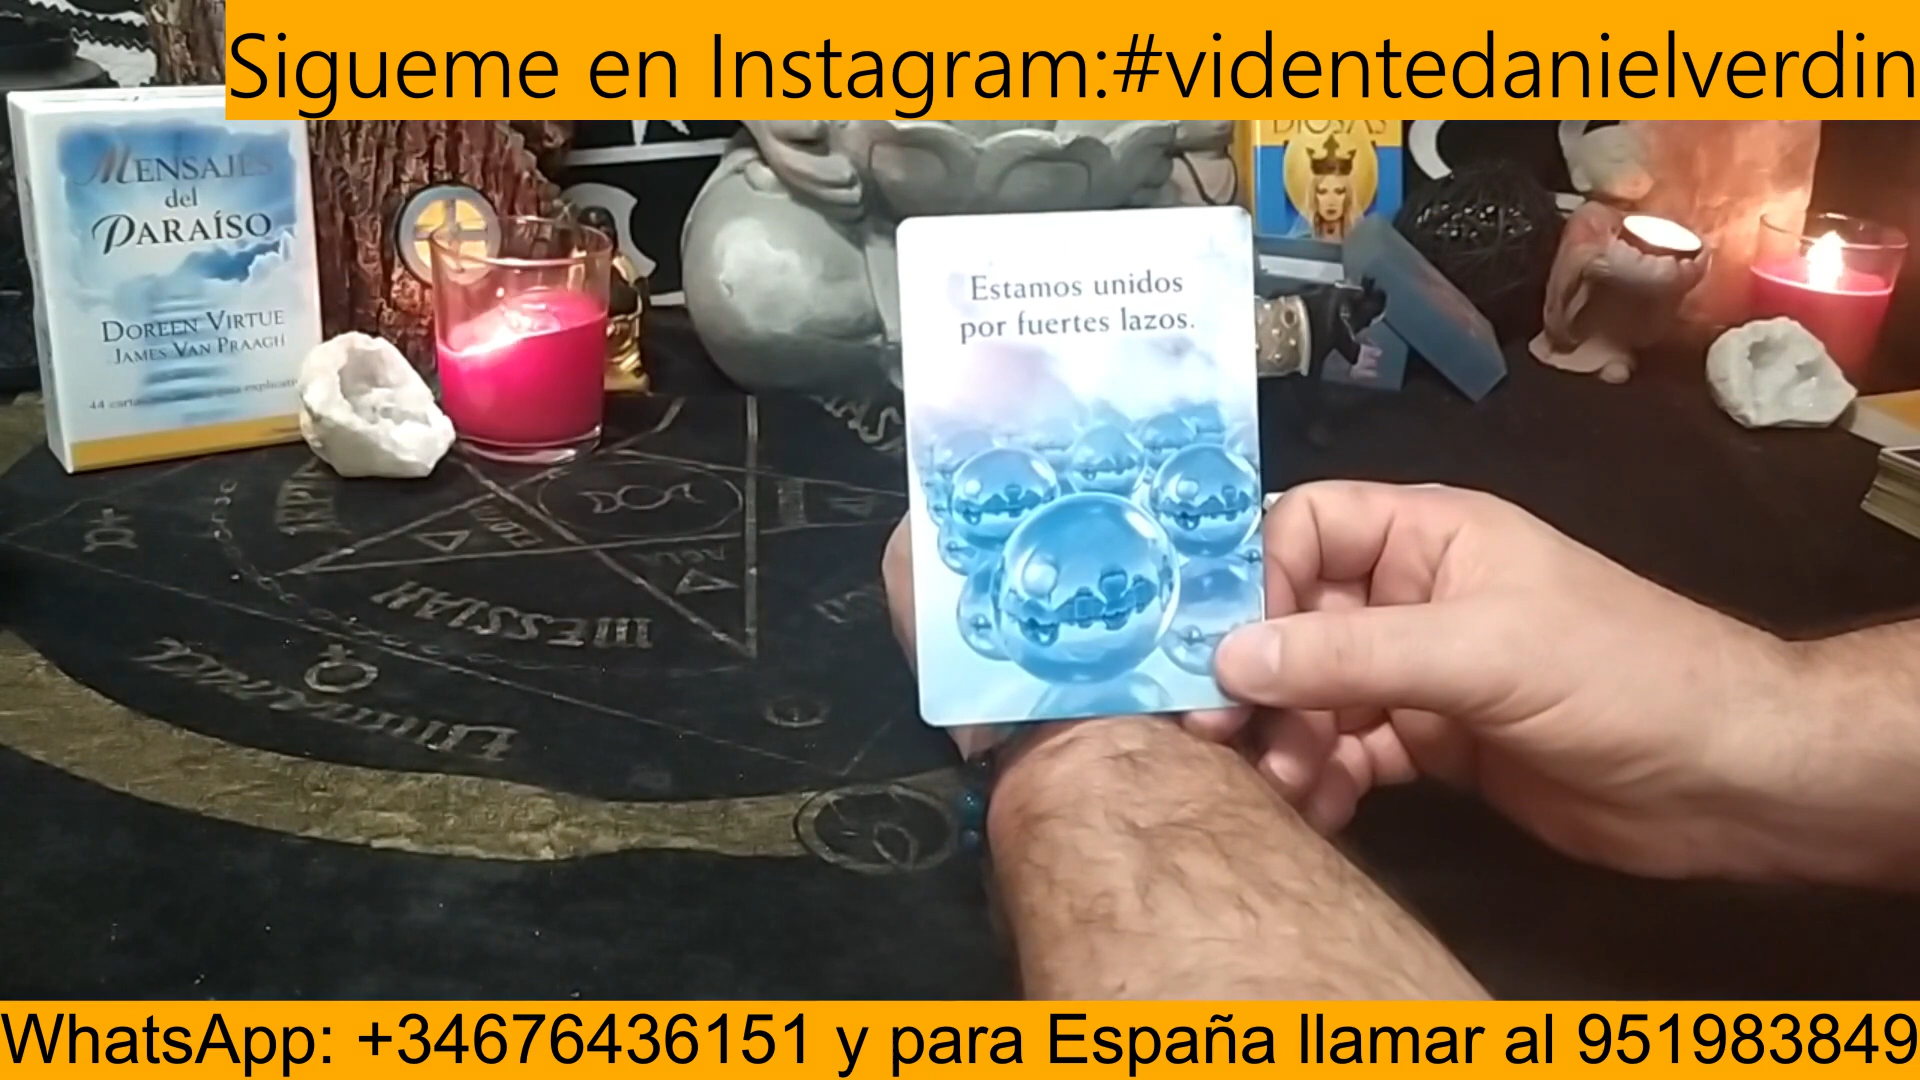 Sigueme en Instagram:#videntedanielverdin
MENSAJES
del
PARAÍSO
DOREEN VIRTUE
JAMES VAN PRAAGH
44 cartas
DIOSAS
Estamos unidos
por fuertes lazos.
MESSIAH
WhatsApp: +34676436151 y para España llamar al 951983849